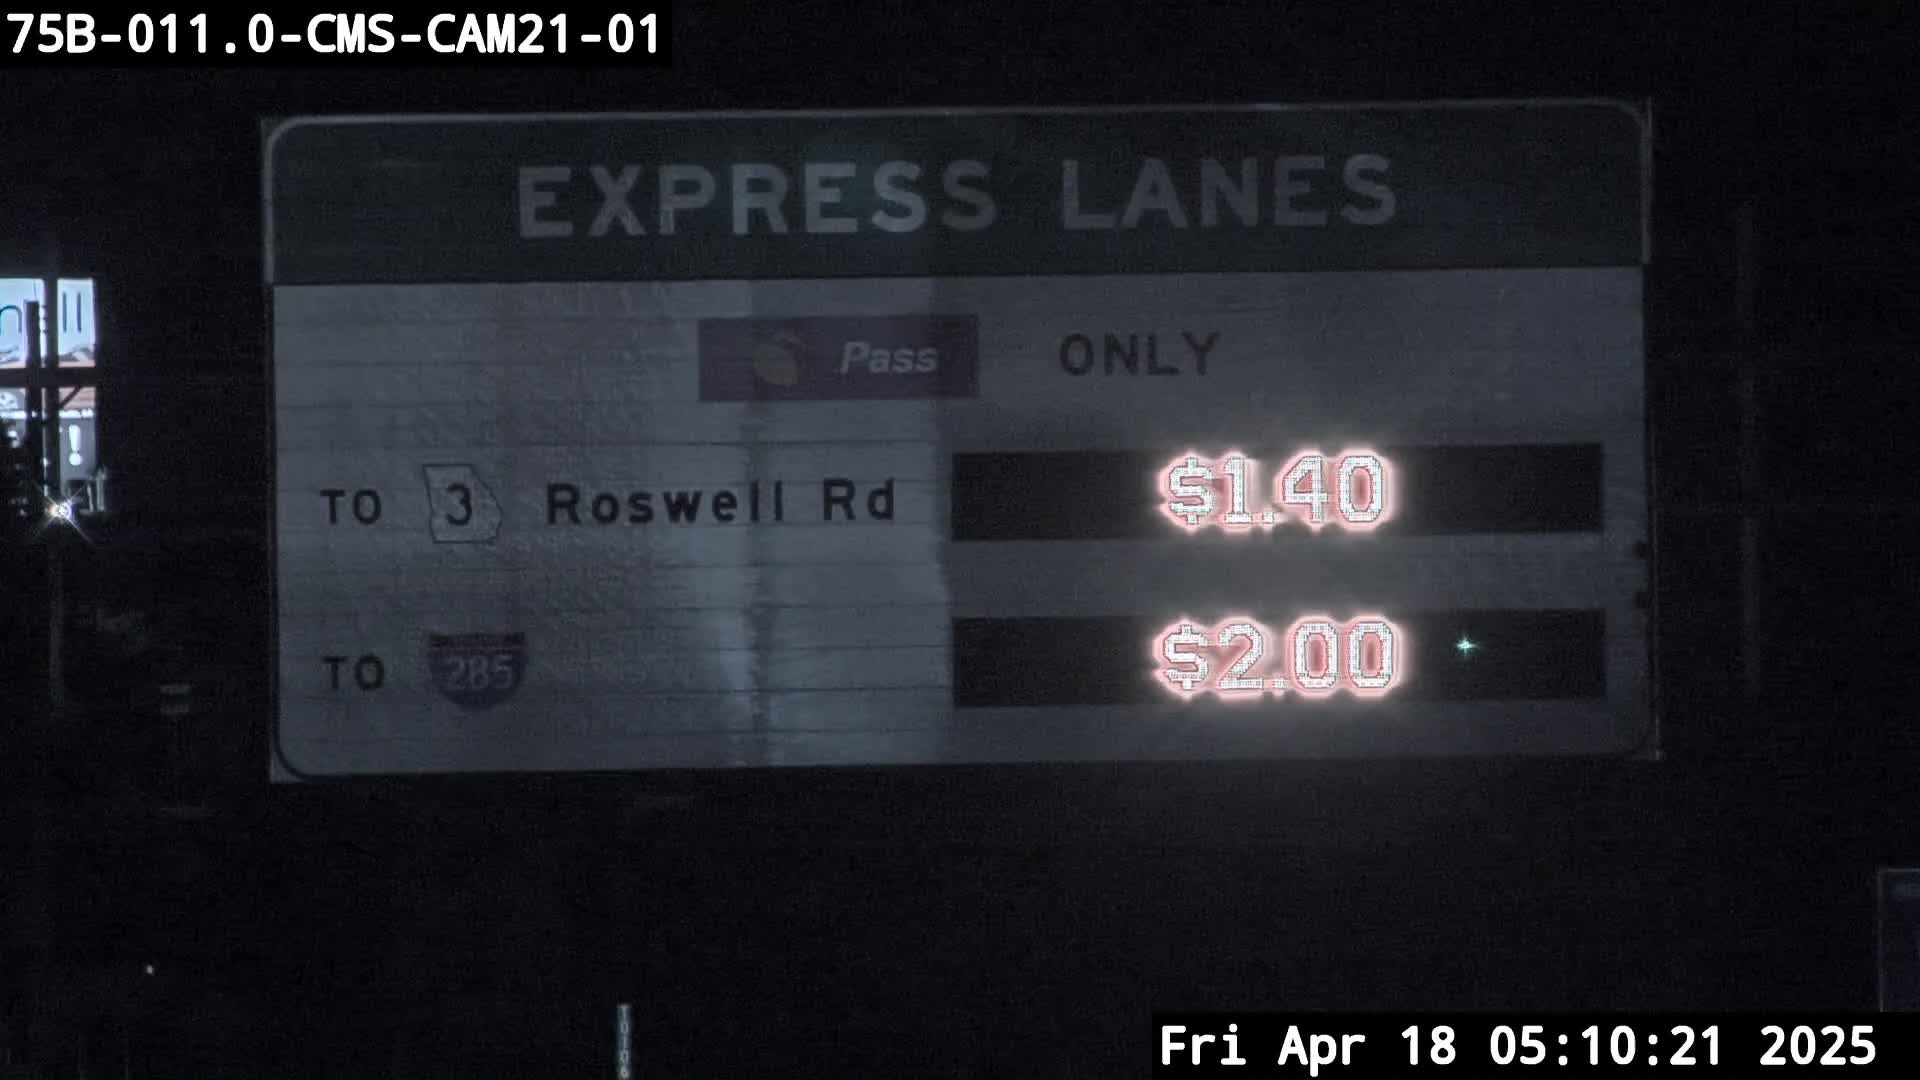 75B-011.0-CMS-CAM21-01
EXPRESS LANES
Pass ONLY
TO 3 Roswell Rd $1.40
TO 285 $2.00
Fri Apr 18 05:10:21 2025